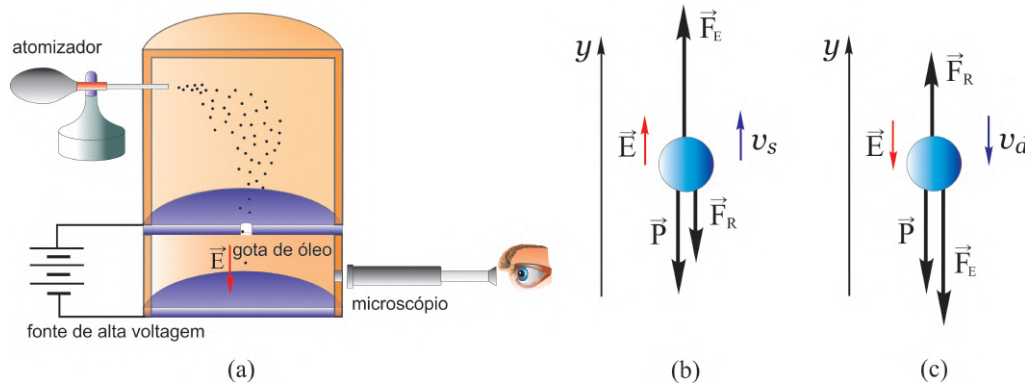 atomizador
E
gota de óleo
fonte de alta voltagem
microscópio
(a)
y
F_E
E
v_s
P
F_R
(b)
y
F_R
E
v_d
P
F_E
(c)